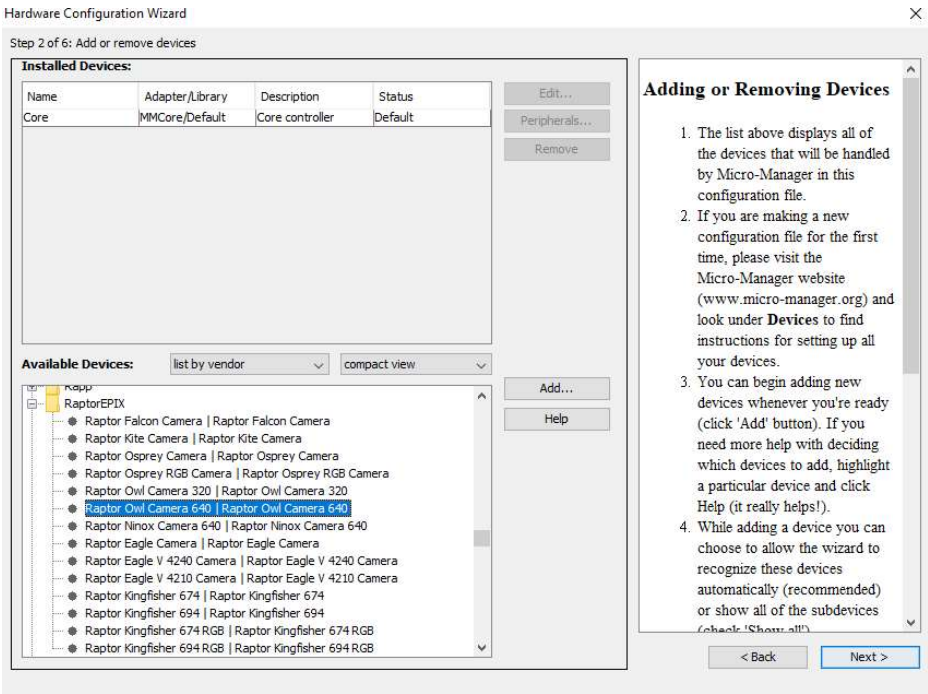 Hardware Configuration Wizard
Step 2 of 6: Add or remove devices
Installed Devices:
Name Adapter/Library Description Status
Core MMCore/Default Core controller Default
Edit...
Peripherals...
Remove
Available Devices: list by vendor compact view
Rapp
RaptorEPIX
Raptor Falcon Camera | Raptor Falcon Camera
Raptor Kite Camera | Raptor Kite Camera
Raptor Osprey Camera | Raptor Osprey Camera
Raptor Osprey RGB Camera | Raptor Osprey RGB Camera
Raptor Owl Camera 320 | Raptor Owl Camera 320
Raptor Owl Camera 640 | Raptor Owl Camera 640
Raptor Ninox Camera 640 | Raptor Ninox Camera 640
Raptor Eagle Camera | Raptor Eagle Camera
Raptor Eagle V 4240 Camera | Raptor Eagle V 4240 Camera
Raptor Eagle V 4210 Camera | Raptor Eagle V 4210 Camera
Raptor Kingfisher 674 | Raptor Kingfisher 674
Raptor Kingfisher 694 | Raptor Kingfisher 694
Raptor Kingfisher 674 RGB | Raptor Kingfisher 674 RGB
Raptor Kingfisher 694 RGB | Raptor Kingfisher 694 RGB
Add...
Help
Adding or Removing Devices
1. The list above displays all of
the devices that will be handled
by Micro-Manager in this
configuration file.
2. If you are making a new
configuration file for the first
time, please visit the
Micro-Manager website
(www.micro-manager.org) and
look under Devices to find
instructions for setting up all
your devices.
3. You can begin adding new
devices whenever you're ready
(click 'Add' button). If you
need more help with deciding
which devices to add, highlight
a particular device and click
Help (it really helps!).
4. While adding a device you can
choose to allow the wizard to
recognize these devices
automatically (recommended)
or show all of the subdevices
(check 'Show all')
< Back
Next >